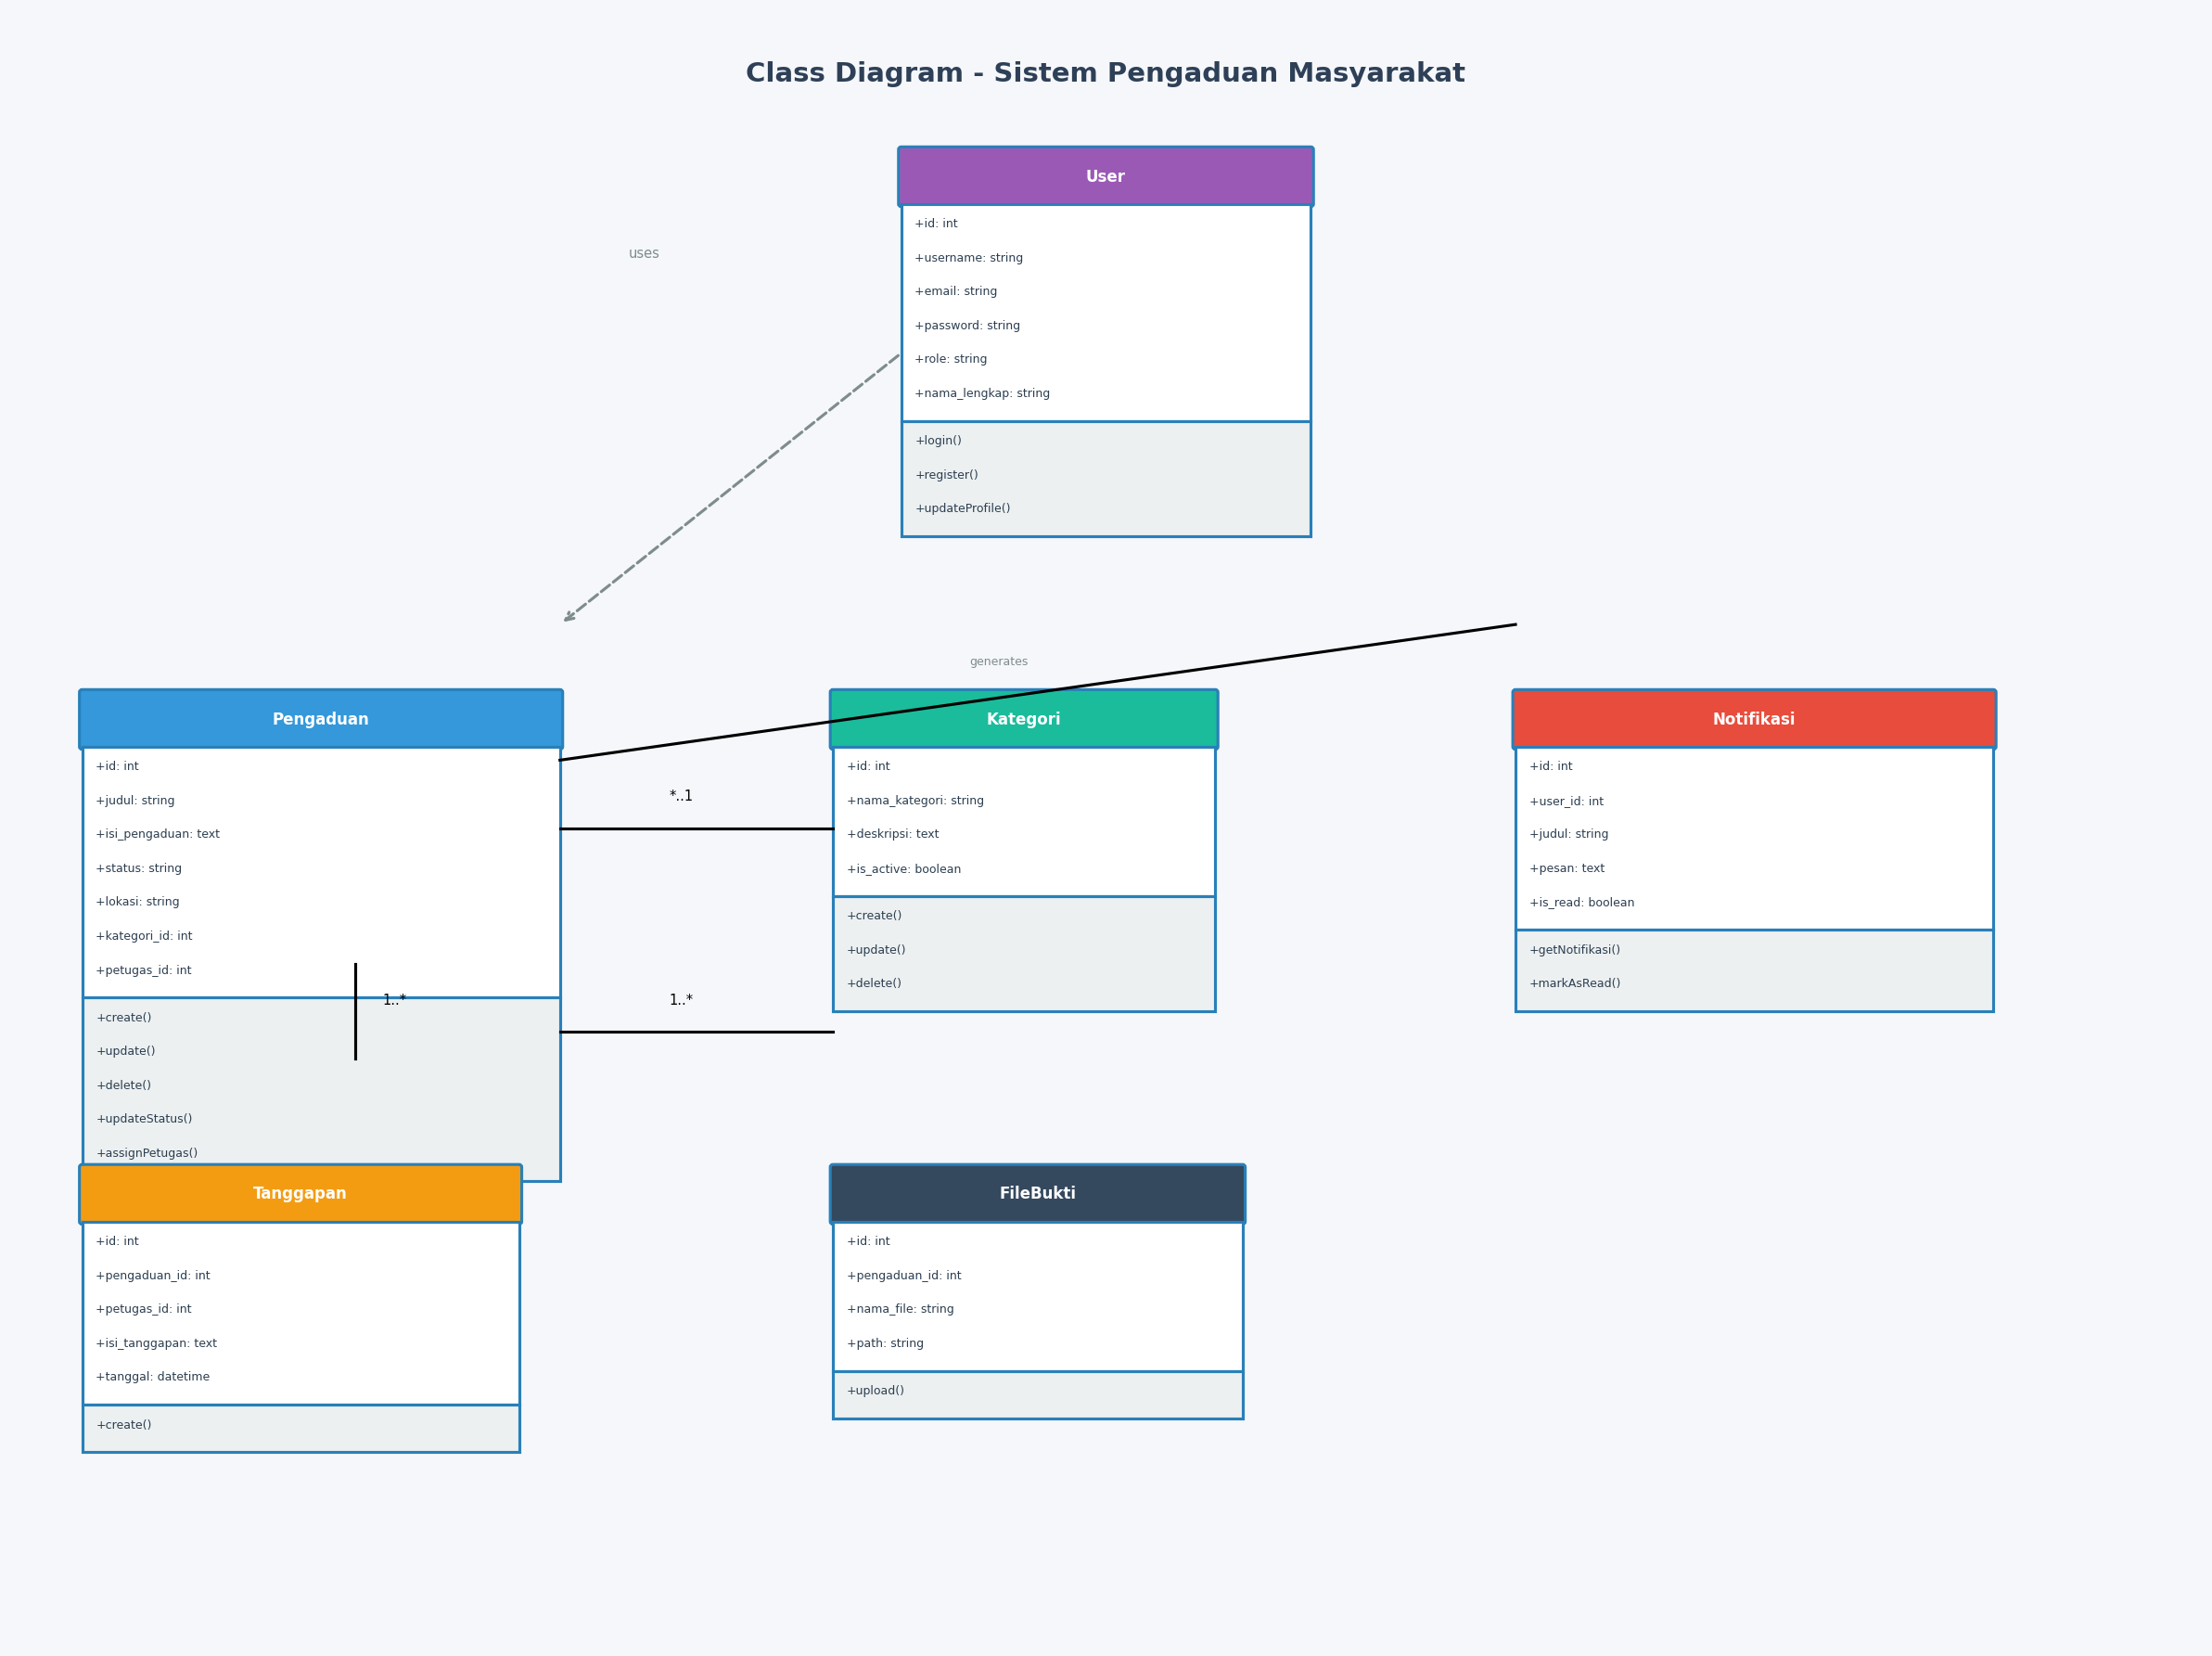 Class Diagram - Sistem Pengaduan Masyarakat
User
+id: int
+username: string
+email: string
+password: string
+role: string
+nama_lengkap: string
+login()
+register()
+updateProfile()
uses
generates
Pengaduan
+id: int
+judul: string
+isi_pengaduan: text
+status: string
+lokasi: string
+kategori_id: int
+petugas_id: int
+create()
+update()
+delete()
+updateStatus()
+assignPetugas()
1..*
*..1
1..*
Kategori
+id: int
+nama_kategori: string
+deskripsi: text
+is_active: boolean
+create()
+update()
+delete()
Notifikasi
+id: int
+user_id: int
+judul: string
+pesan: text
+is_read: boolean
+getNotifikasi()
+markAsRead()
Tanggapan
+id: int
+pengaduan_id: int
+petugas_id: int
+isi_tanggapan: text
+tanggal: datetime
+create()
FileBukti
+id: int
+pengaduan_id: int
+nama_file: string
+path: string
+upload()